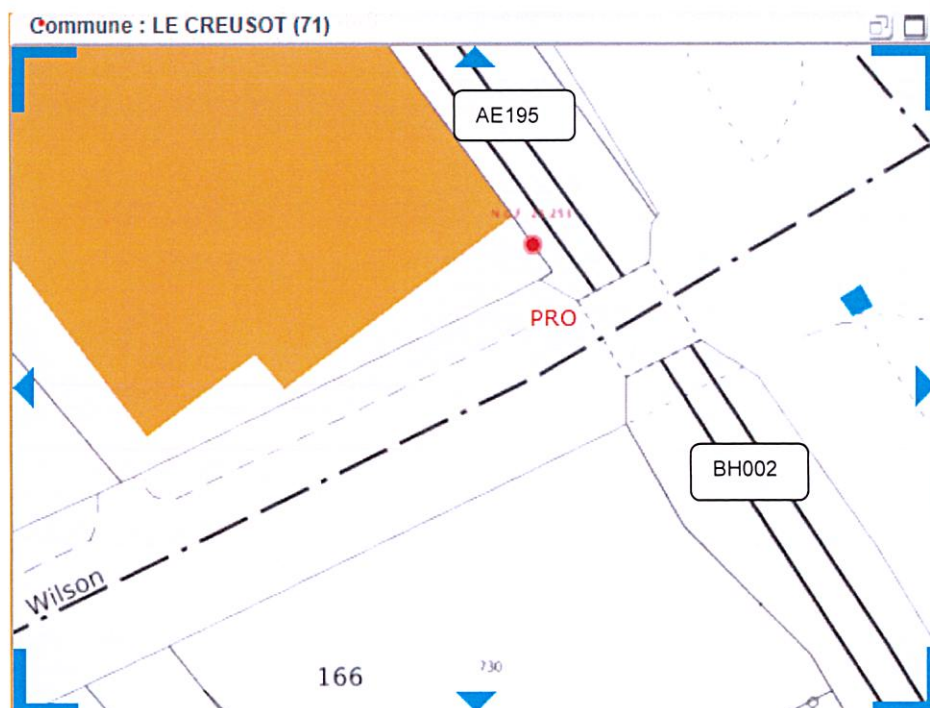 Commune : LE CREUSOT (71)
AE195
PRO
BH002
Wilson
166
730